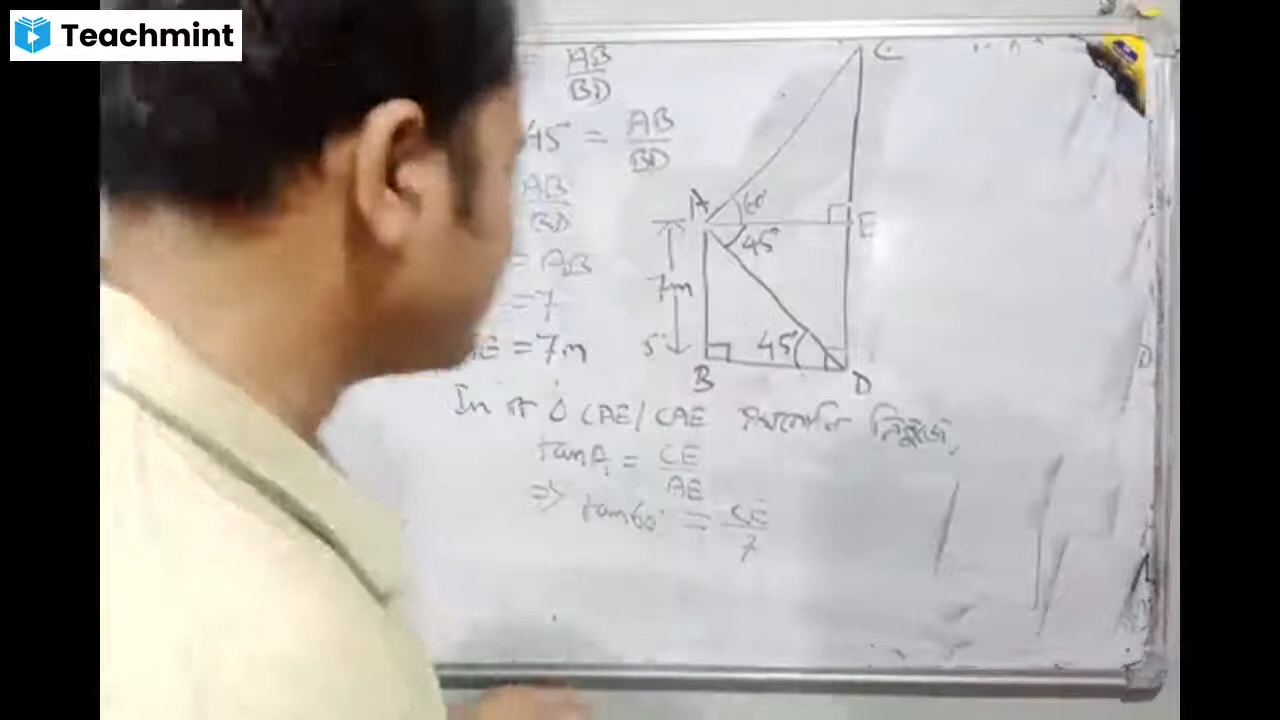 Teachmint
= AB/BD
45° = AB/BD
AB/BD
= AB
= 7
AE = 7m
C
A 60° E
45°
7m
5
45°
B D
In Δ CAE/CAE
tanA = CE/AE
⇒ tan60° = CE/7